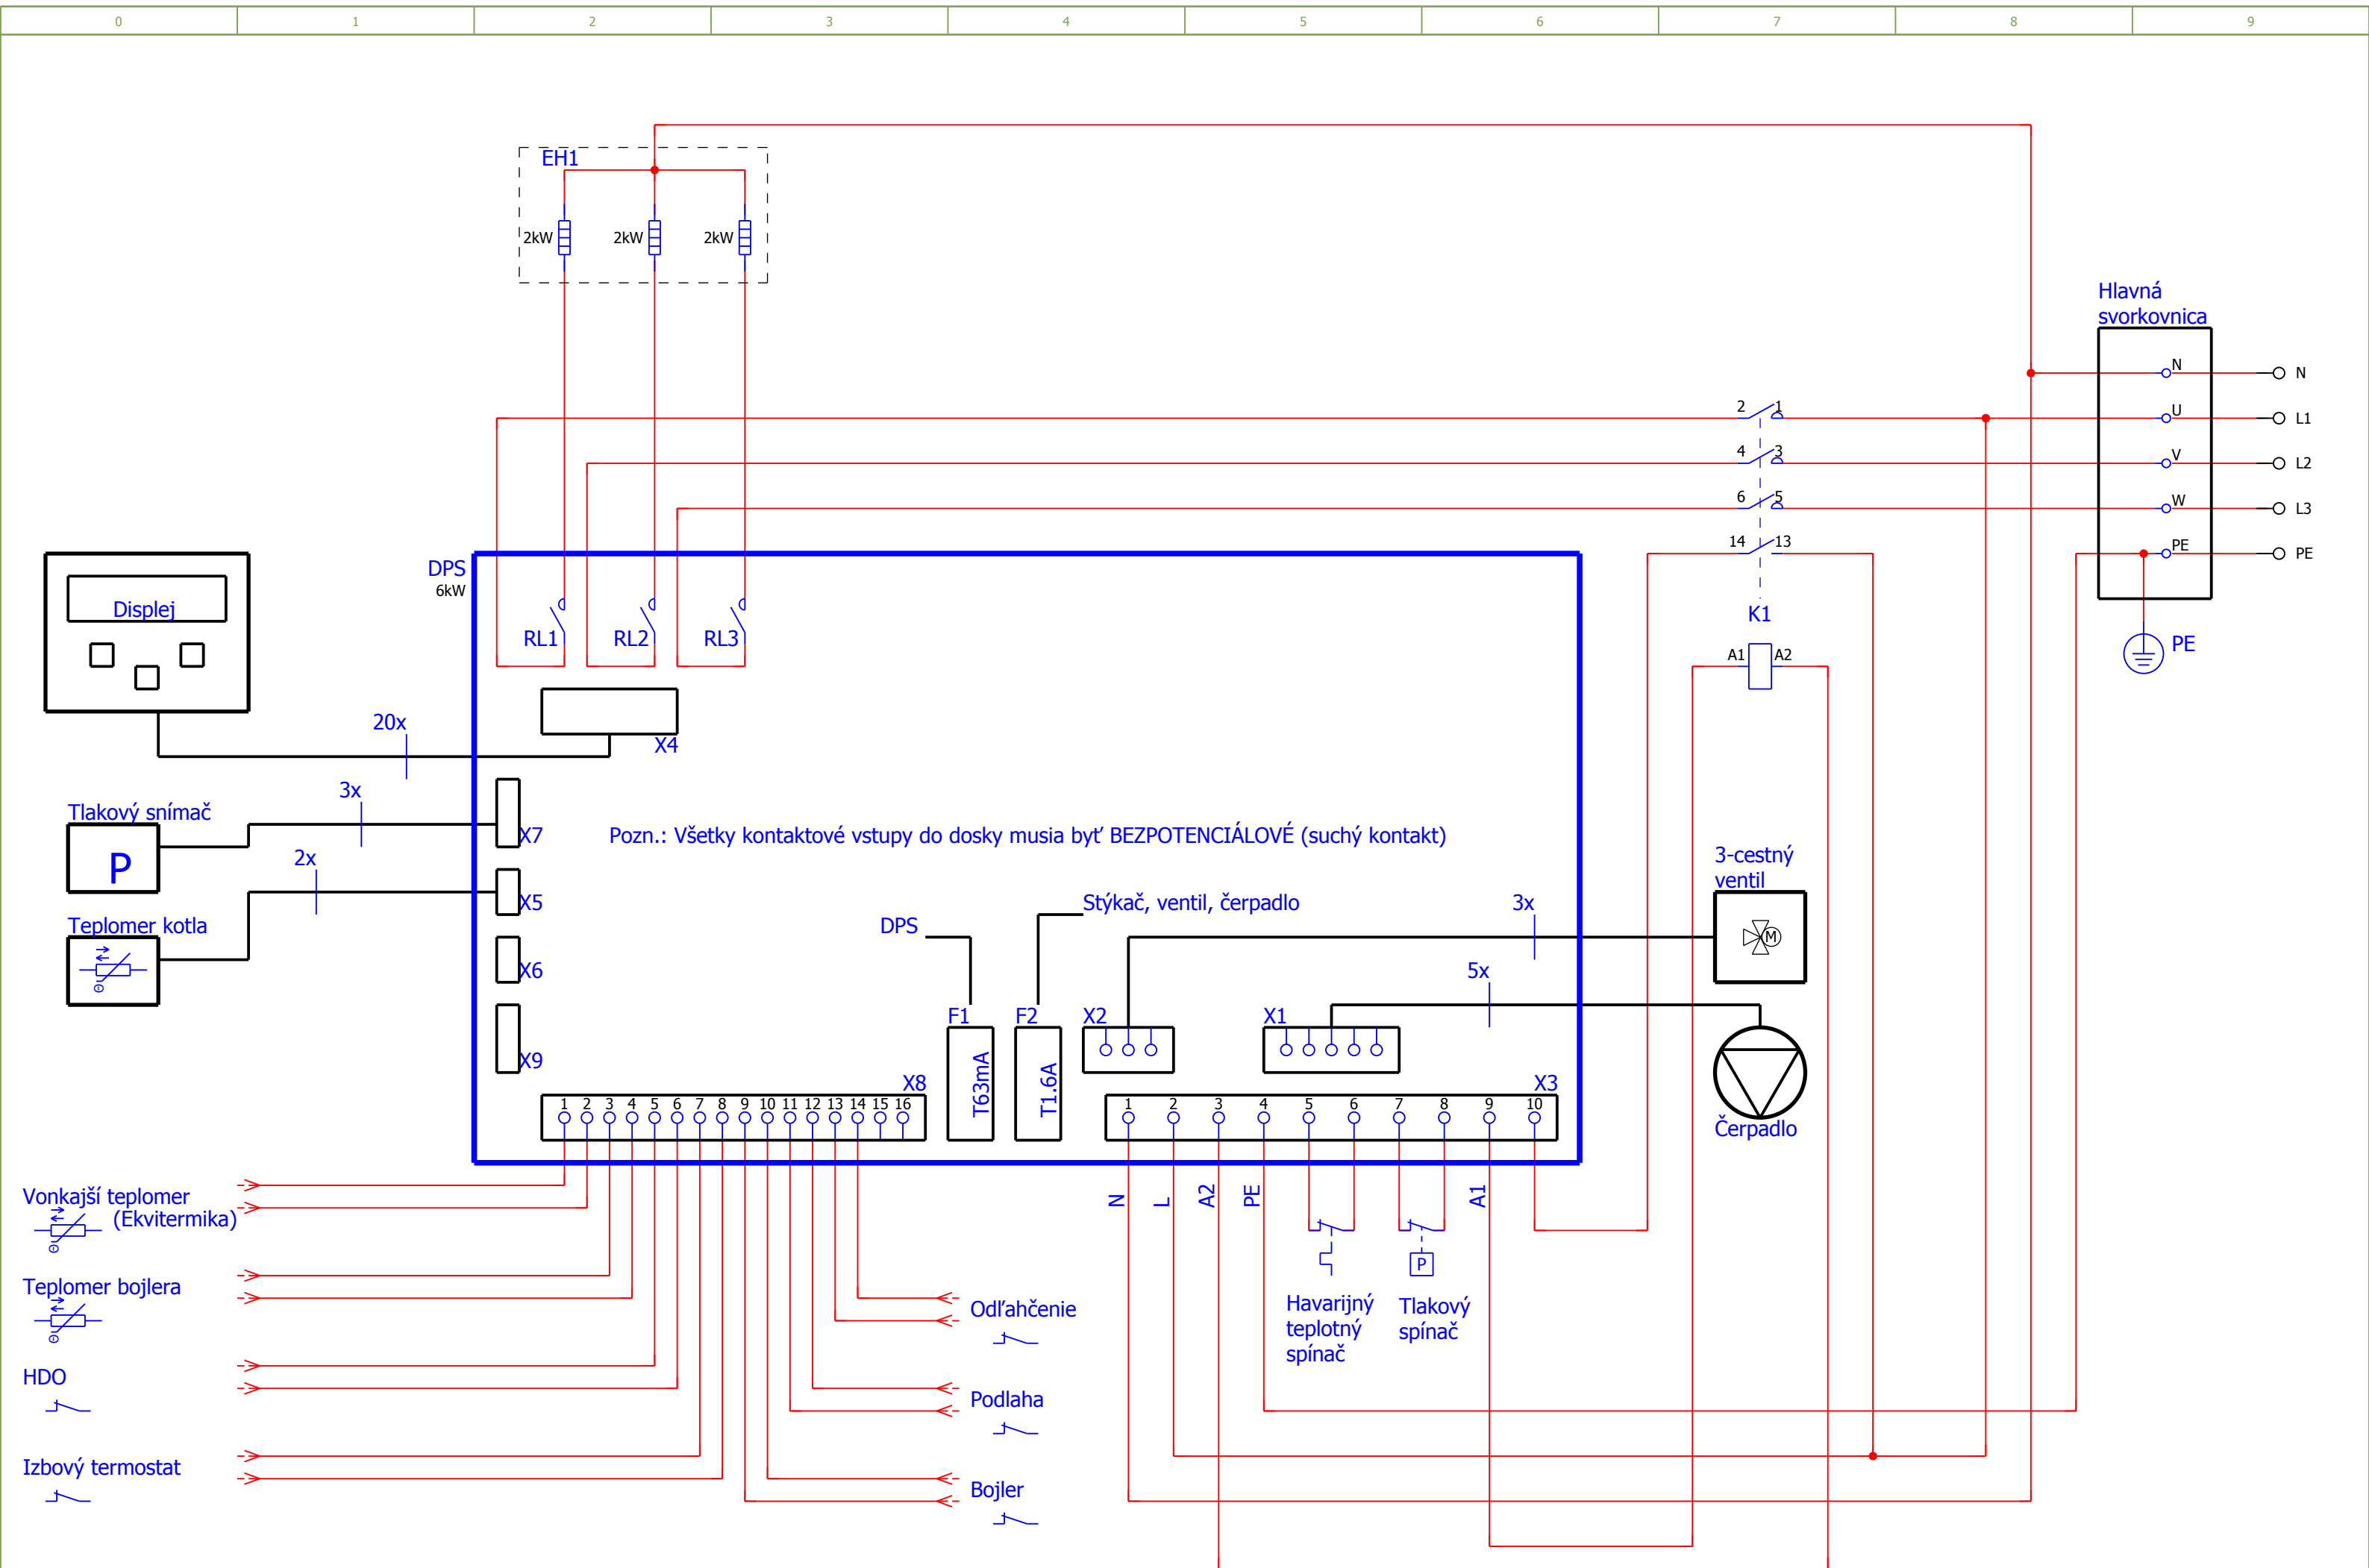 0 1 2 3 4 5 6 7 8 9
EH1
2kW 2kW 2kW
Hlavná
svorkovnica
N N
2 1 U L1
4 3 V L2
6 5 W L3
14 13 PE PE
K1
A1 A2
PE
DPS
6kW
Displej
RL1 RL2 RL3
20x
X4
3x
Tlakový snímač
P
X7
Pozn.: Všetky kontaktové vstupy do dosky musia byť BEZPOTENCIÁLOVÉ (suchý kontakt)
2x
X5
Teplomer kotla
Θ
X6
X9
DPS
Stýkač, ventil, čerpadlo
3x
3-cestný
ventil
M
5x
F1 F2 X2 X1
T63mA
T1.6A
Čerpadlo
X8
1 2 3 4 5 6 7 8 9 10 11 12 13 14 15 16
X3
1 2 3 4 5 6 7 8 9 10
N L A2 PE A1
Vonkajší teplomer
(Ekvitermika)
Θ
Teplomer bojlera
Θ
HDO
Izbový termostat
Odľahčenie
Podlaha
Bojler
P
Havarijný
teplotný
spínač
Tlakový
spínač